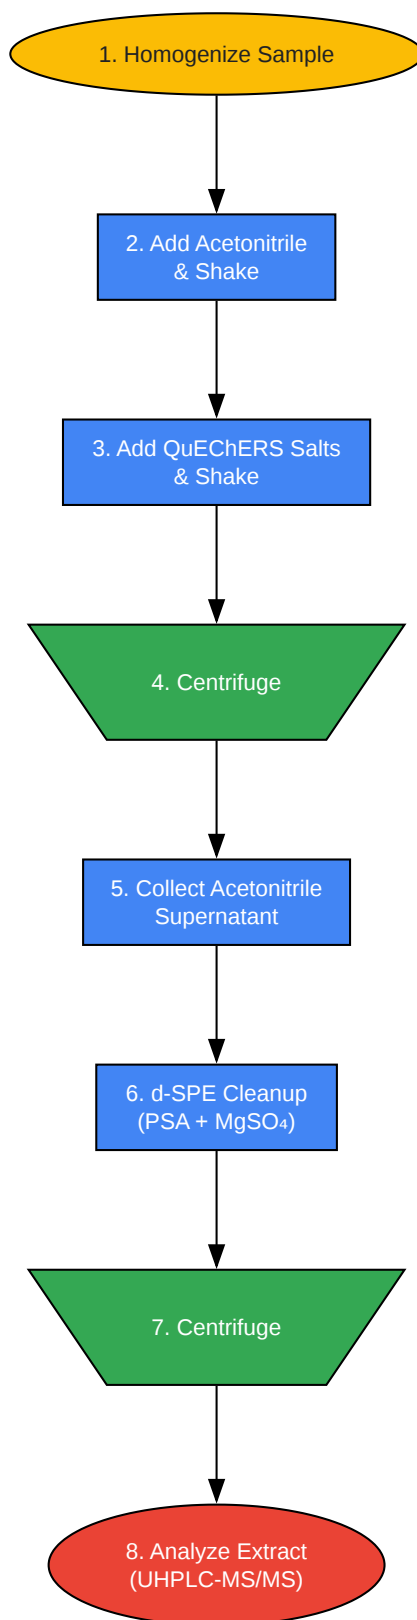 1. Homogenize Sample
2. Add Acetonitrile
& Shake
3. Add QuEChERS Salts
& Shake
4. Centrifuge
5. Collect Acetonitrile
Supernatant
6. d-SPE Cleanup
(PSA + MgSO₄)
7. Centrifuge
8. Analyze Extract
(UHPLC-MS/MS)